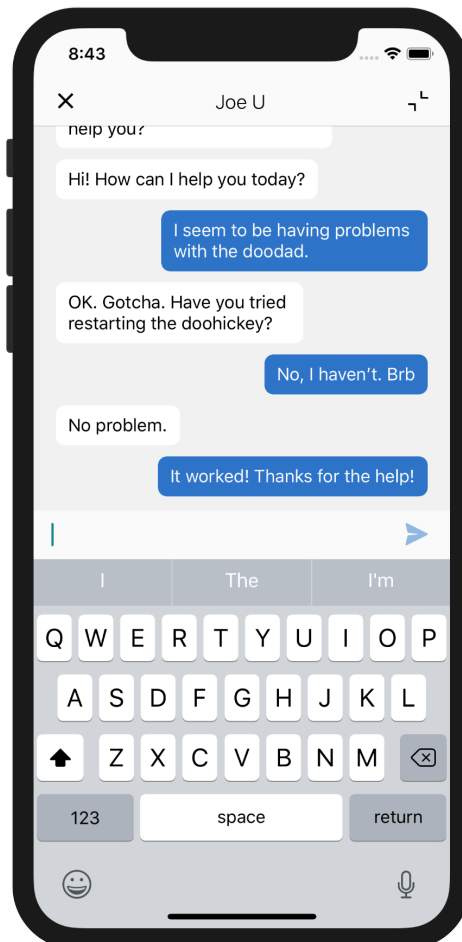 8:43
Joe U
help you?
Hi! How can I help you today?
I seem to be having problems
with the doodad.
OK. Gotcha. Have you tried
restarting the doohickey?
No, I haven’t. Brb
No problem.
It worked! Thanks for the help!
I The I'm
Q W E R T Y U I O P
A S D F G H J K L
Z X C V B N M
123 space return